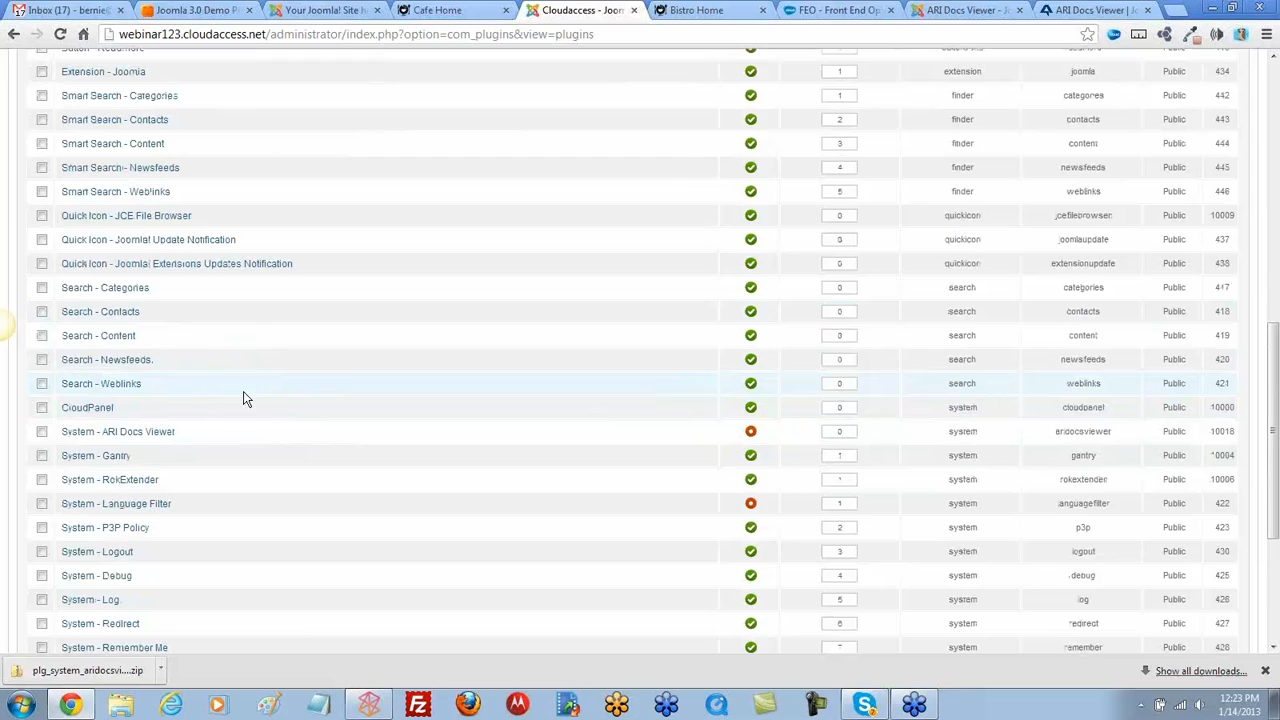 Inbox (17) - bernie@
Joomla 3.0 Demo P
Your Joomla! Site h
Cafe Home
Cloudaccess - Joom
Bistro Home
FEO - Front End Op
ARI Docs Viewer - J
ARI Docs Viewer | Jo
webinar123.cloudaccess.net/administrator/index.php?option=com_plugins&view=plugins
Extension - Joomla 1 extension joomla Public 434
Smart Search - Categories 1 finder categories Public 442
Smart Search - Contacts 2 finder contacts Public 443
Smart Search - Content 3 finder content Public 444
Smart Search - Newsfeeds 4 finder newsfeeds Public 445
Smart Search - Weblinks 5 finder weblinks Public 446
Quick Icon - JCE File Browser 0 quickicon jcefilebrowser Public 10009
Quick Icon - Joomla! Update Notification 0 quickicon joomlaupdate Public 437
Quick Icon - Joomla! Extensions Updates Notification 0 quickicon extensionupdate Public 438
Search - Categories 0 search categories Public 417
Search - Contacts 0 search contacts Public 418
Search - Content 0 search content Public 419
Search - Newsfeeds 0 search newsfeeds Public 420
Search - Weblinks 0 search weblinks Public 421
CloudPanel 0 system cloudpanel Public 10000
System - ARI Docs Viewer 0 system aridocsviewer Public 10018
System - Gantry 1 system gantry Public 10004
System - RokExtender 1 system rokextender Public 10006
System - Language Filter 1 system languagefilter Public 422
System - P3P Policy 2 system p3p Public 423
System - Logout 3 system logout Public 430
System - Debug 4 system debug Public 425
System - Log 5 system log Public 426
System - Redirect 6 system redirect Public 427
System - Remember Me 7 system remember Public 428
plg_system_aridocsvi....zip
Show all downloads...
12:23 PM
1/14/2013